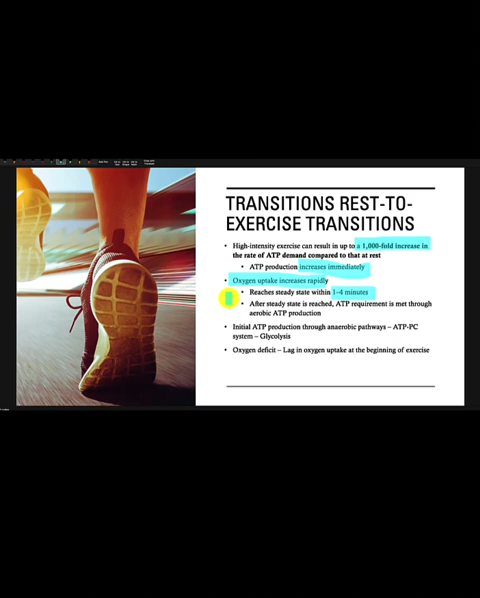 TRANSITIONS REST-TO-
EXERCISE TRANSITIONS
• High-intensity exercise can result in up to a 1,000-fold increase in
the rate of ATP demand compared to that at rest
• ATP production increases immediately
• Oxygen uptake increases rapidly
• Reaches steady state within 1–4 minutes
• After steady state is reached, ATP requirement is met through
aerobic ATP production
• Initial ATP production through anaerobic pathways – ATP-PC
system – Glycolysis
• Oxygen deficit – Lag in oxygen uptake at the beginning of exercise